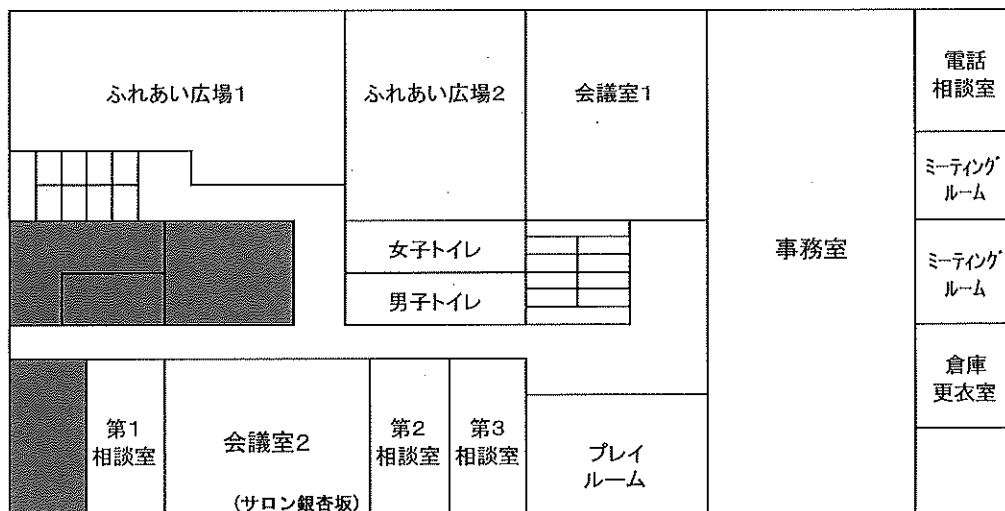 ふれあい広場1
ふれあい広場2
会議室1
電話
相談室
ミーティング
ルーム
事務室
女子トイレ
男子トイレ
ミーティング
ルーム
第1
相談室
会議室2
(サロン銀杏坂)
第2
相談室
第3
相談室
プレイ
ルーム
倉庫
更衣室